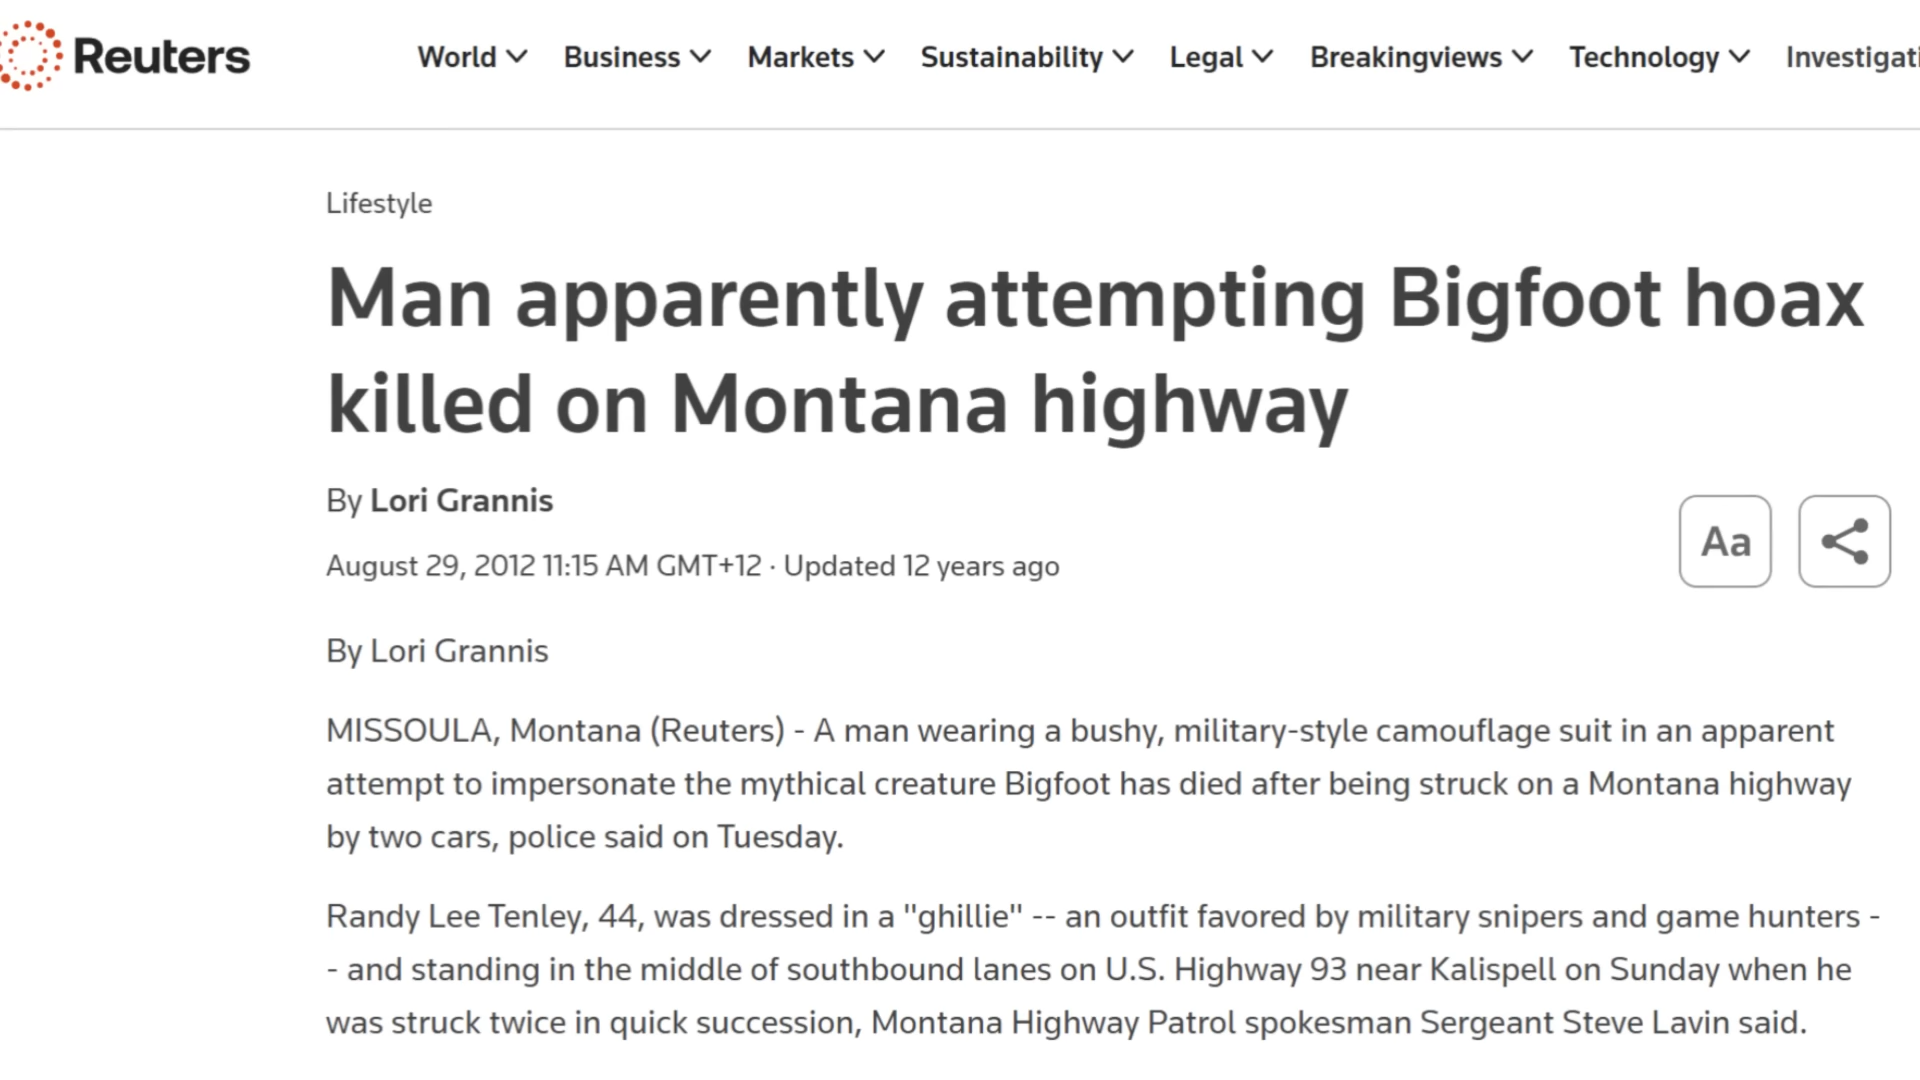 Reuters
World Business Markets Sustainability Legal Breakingviews Technology Investigati
Lifestyle
Man apparently attempting Bigfoot hoax
killed on Montana highway
By Lori Grannis
Aa
August 29, 2012 11:15 AM GMT+12 · Updated 12 years ago
By Lori Grannis
MISSOULA, Montana (Reuters) - A man wearing a bushy, military-style camouflage suit in an apparent
attempt to impersonate the mythical creature Bigfoot has died after being struck on a Montana highway
by two cars, police said on Tuesday.
Randy Lee Tenley, 44, was dressed in a "ghillie" -- an outfit favored by military snipers and game hunters -
- and standing in the middle of southbound lanes on U.S. Highway 93 near Kalispell on Sunday when he
was struck twice in quick succession, Montana Highway Patrol spokesman Sergeant Steve Lavin said.